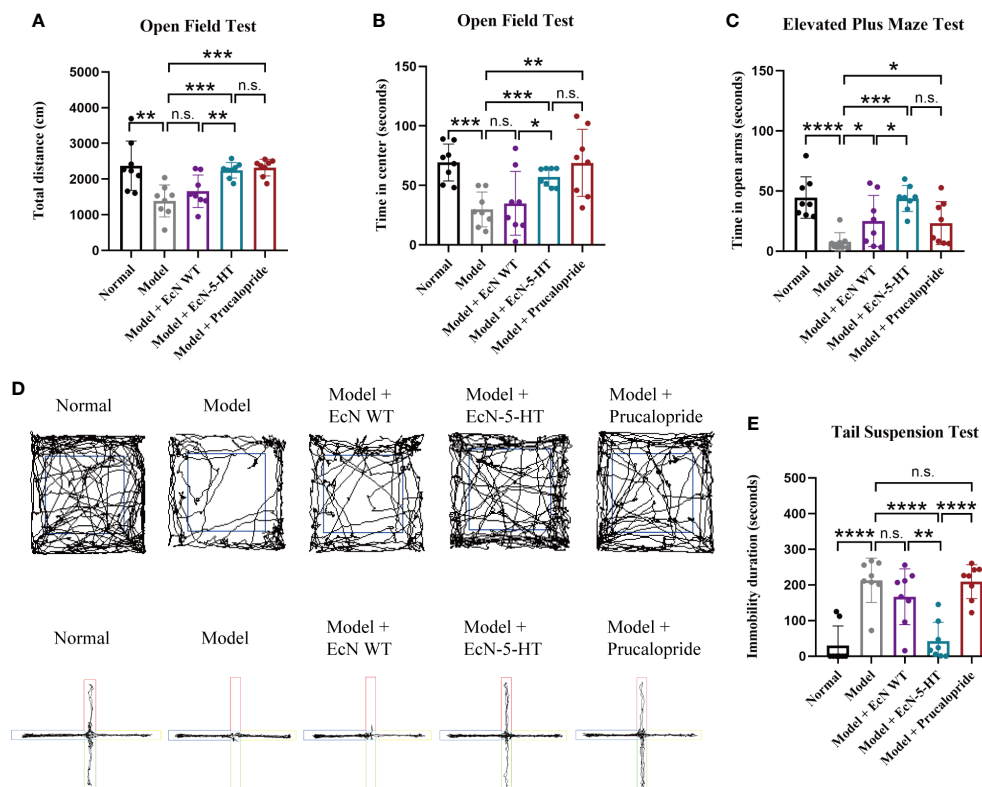 A
Open Field Test
Total distance (cm)
5000
4000
3000
2000
1000
0
***
*** n.s.
** n.s. **
Normal
Model
Model + EcN WT
Model + EcN-5-HT
Model + Prucalopride
B
Open Field Test
Time in center (seconds)
150
100
50
0
**
*** n.s.
*** n.s. *
Normal
Model
Model + EcN WT
Model + EcN-5-HT
Model + Prucalopride
C
Elevated Plus Maze Test
Time in open arms (seconds)
150
100
50
0
*
*** n.s.
**** * *
Normal
Model
Model + EcN WT
Model + EcN-5-HT
Model + Prucalopride
D
Normal
Model
Model +
EcN WT
Model +
EcN-5-HT
Model +
Prucalopride
Normal
Model
Model +
EcN WT
Model +
EcN-5-HT
Model +
Prucalopride
E
Tail Suspension Test
Immobility duration (seconds)
500
400
300
200
100
0
n.s.
**** ****
**** n.s. **
Normal
Model
Model + EcN WT
Model + EcN-5-HT
Model + Prucalopride